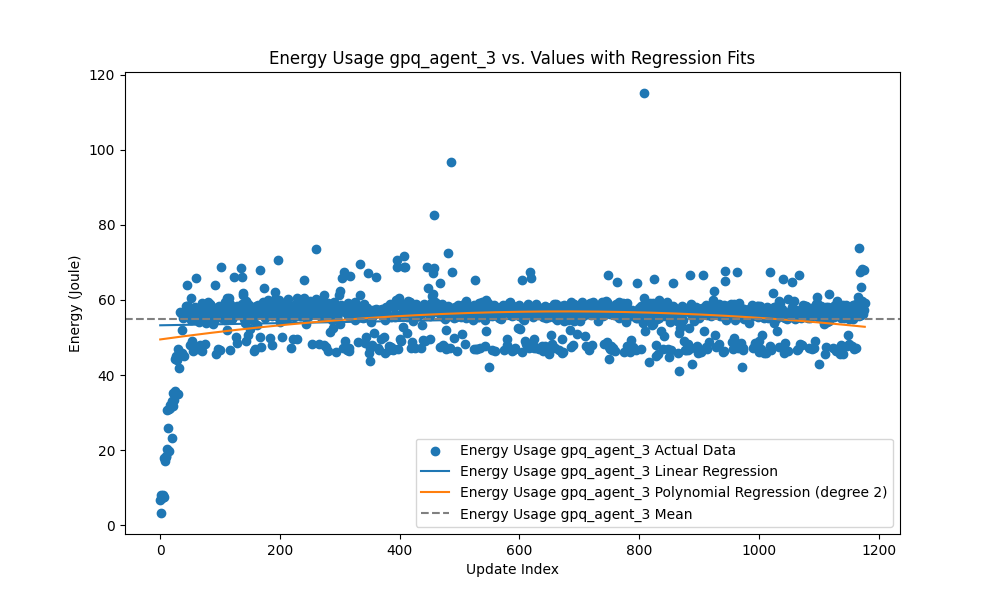 Energy Usage gpq_agent_3 vs. Values with Regression Fits
Energy (Joule)
120
100
80
60
40
20
0
Energy Usage gpq_agent_3 Actual Data
Energy Usage gpq_agent_3 Linear Regression
Energy Usage gpq_agent_3 Polynomial Regression (degree 2)
Energy Usage gpq_agent_3 Mean
0 200 400 600 800 1000 1200
Update Index